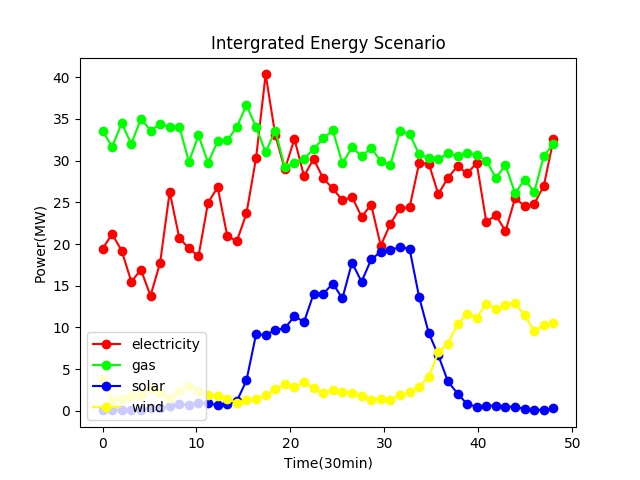 Intergrated Energy Scenario
Power(MW)
40
35
30
25
20
15
10
5
0
electricity
gas
solar
wind
0 10 20 30 40 50
Time(30min)